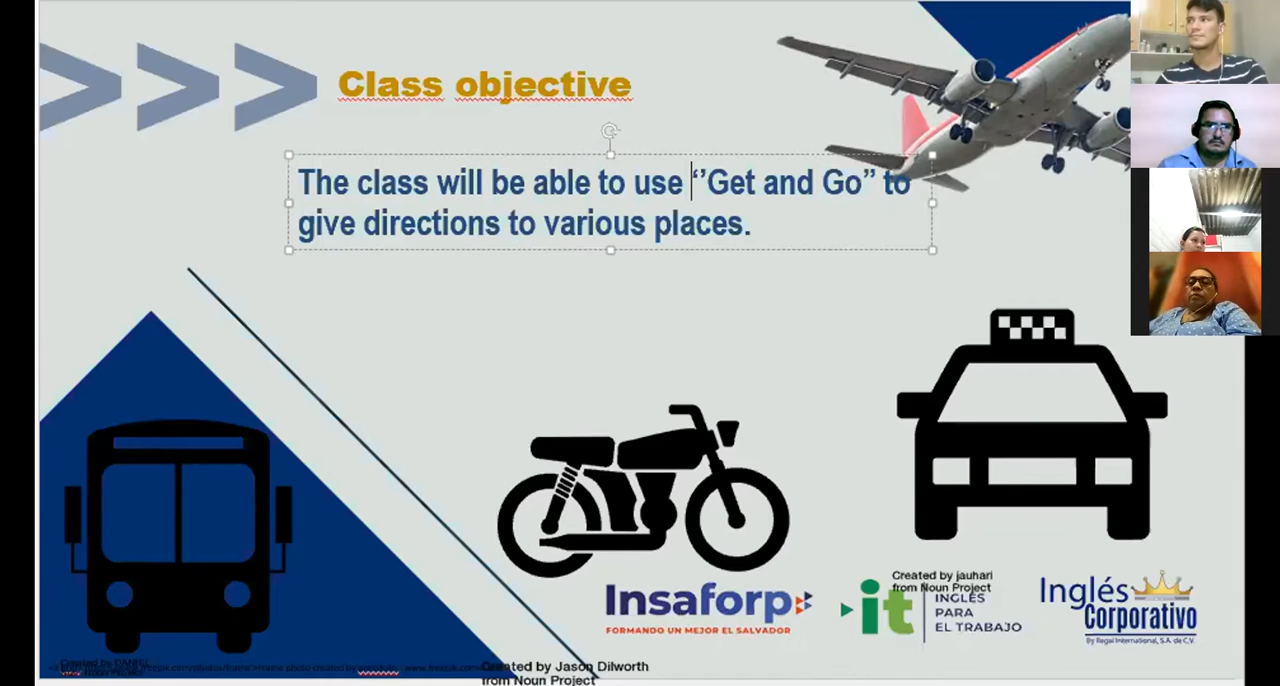 Class objective
The class will be able to use ‘’Get and Go” to
give directions to various places.
Created by jauhari
from Noun Project
Insaforp
FORMANDO UN MEJOR EL SALVADOR
it
INGLÉS
PARA
EL TRABAJO
Inglés
Corporativo
By Regal International, S.A. de C.V.
Created by Jason Dilworth
from Noun Project